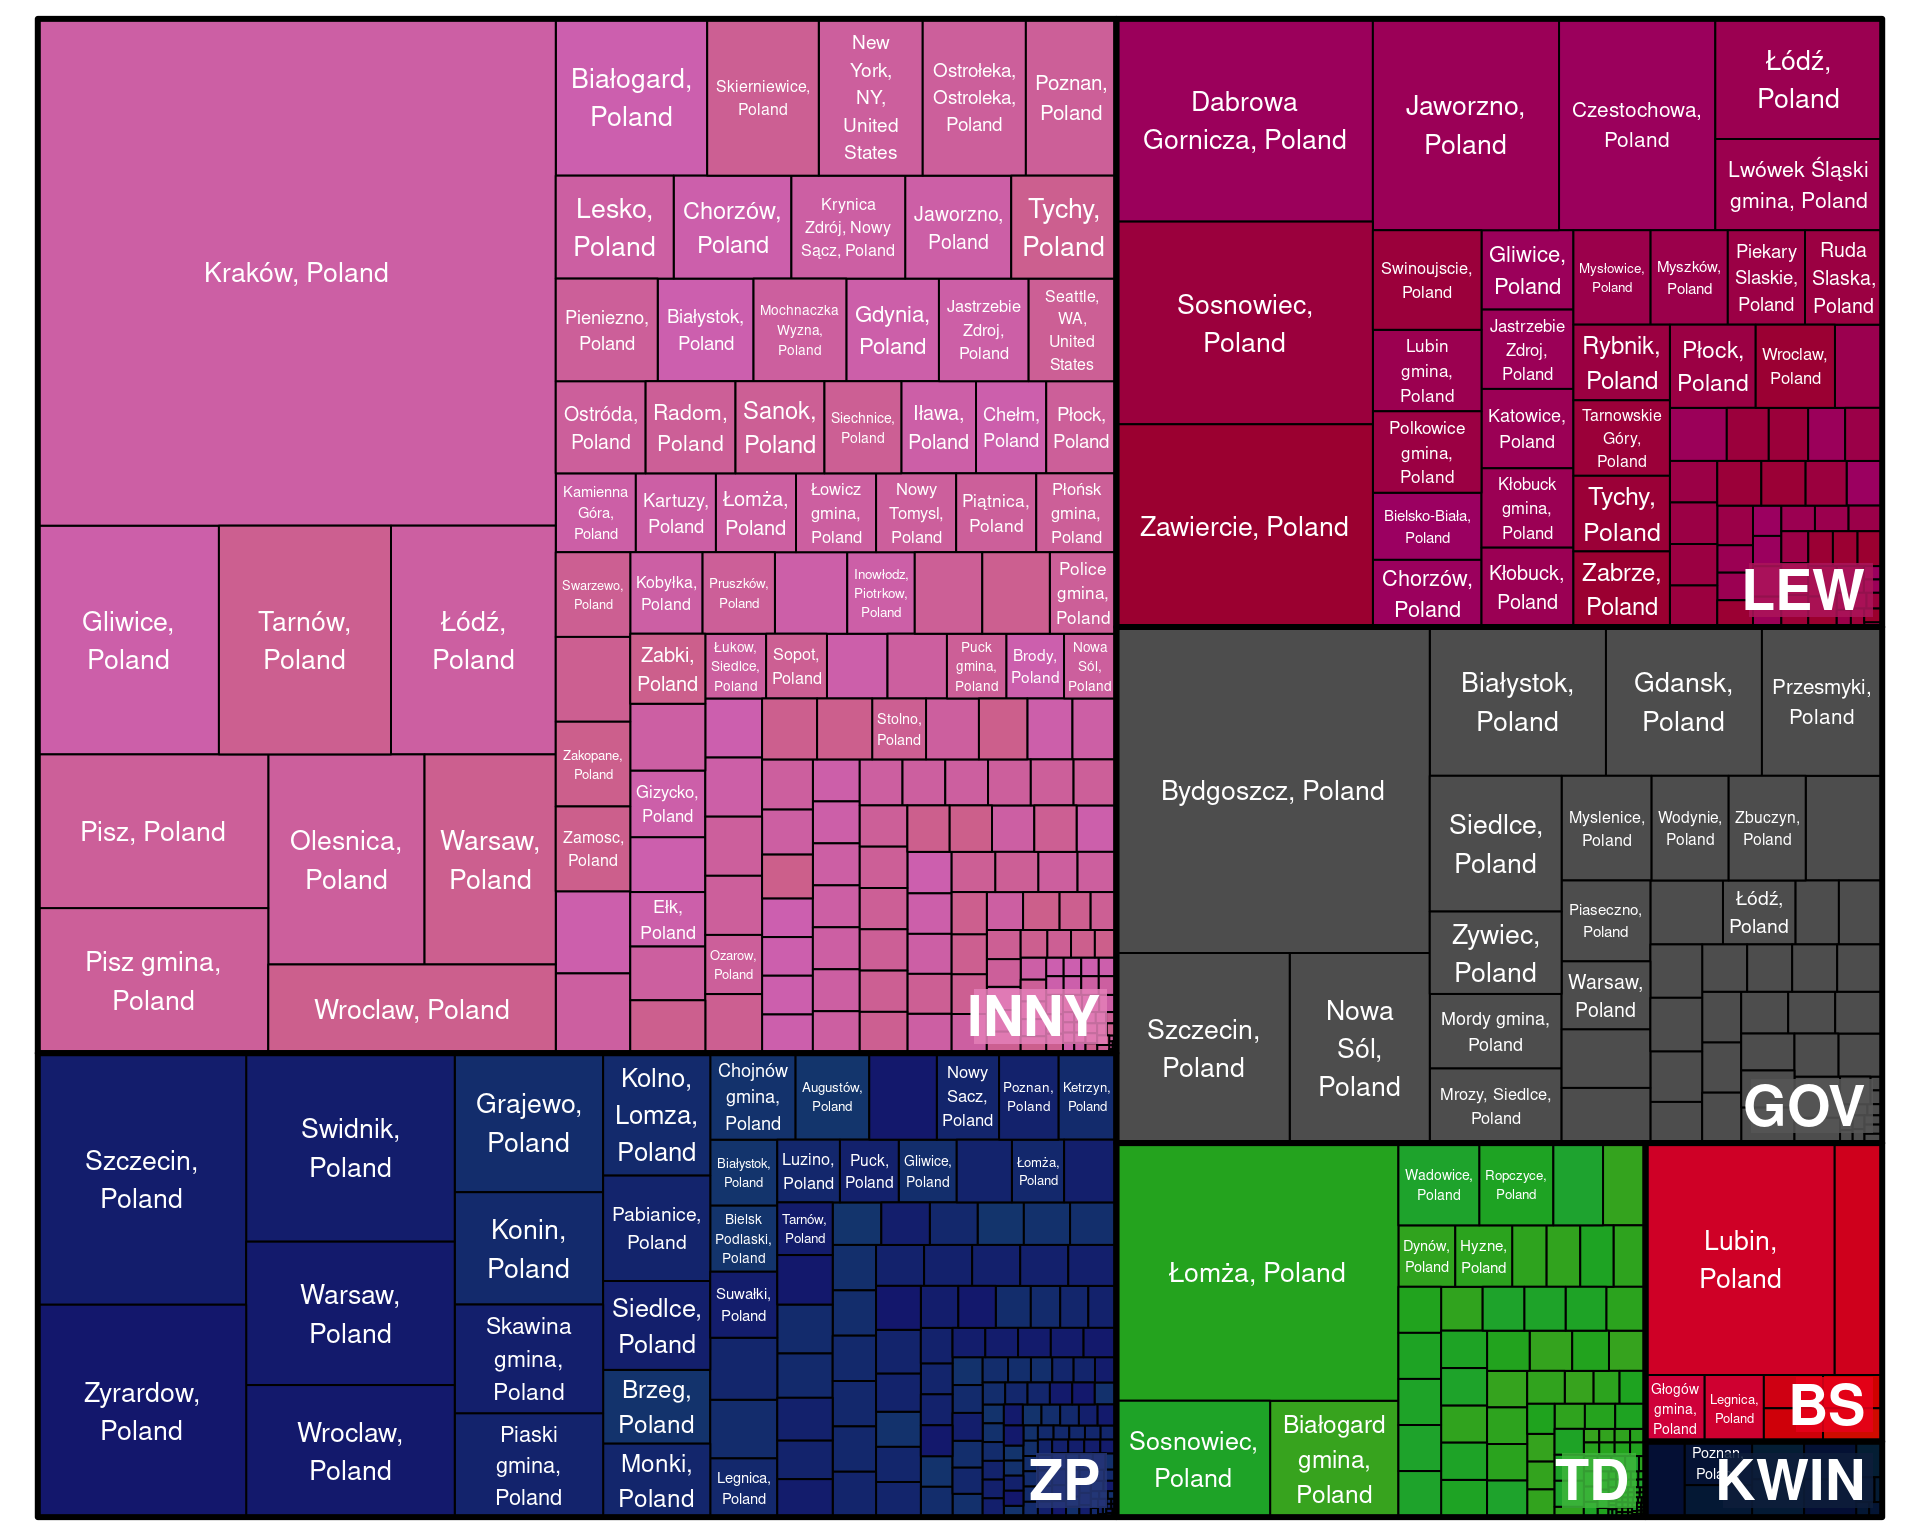 Kraków, Poland
Gliwice,
Poland
Tarnów,
Poland
Łódź,
Poland
Pisz, Poland
Pisz gmina,
Poland
Olesnica,
Poland
Warsaw,
Poland
Wroclaw, Poland
Białogard,
Poland
Skierniewice,
Poland
New
York,
NY,
United
States
Ostrołeka,
Ostroleka,
Poland
Poznan,
Poland
Lesko,
Poland
Chorzów,
Poland
Krynica
Zdrój, Nowy
Sącz, Poland
Jaworzno,
Poland
Tychy,
Poland
Pieniezno,
Poland
Białystok,
Poland
Mochnaczka
Wyzna,
Poland
Gdynia,
Poland
Jastrzebie
Zdroj,
Poland
Seattle,
WA,
United
States
Ostróda,
Poland
Radom,
Poland
Sanok,
Poland
Siechnice,
Poland
Iława,
Poland
Chełm,
Poland
Płock,
Poland
Kamienna
Góra,
Poland
Kartuzy,
Poland
Łomża,
Poland
Łowicz
gmina,
Poland
Nowy
Tomysl,
Poland
Piątnica,
Poland
Płońsk
gmina,
Poland
Swarzewo,
Poland
Kobyłka,
Poland
Pruszków,
Poland
Inowłodz,
Piotrkow,
Poland
Police
gmina,
Poland
Zabki,
Poland
Łukow,
Siedlce,
Poland
Sopot,
Poland
Puck
gmina,
Poland
Brody,
Poland
Nowa
Sól,
Poland
Stolno,
Poland
Zakopane,
Poland
Gizycko,
Poland
Zamosc,
Poland
Ełk,
Poland
Ozarow,
Poland
INNY
Dabrowa
Gornicza, Poland
Sosnowiec,
Poland
Zawiercie, Poland
Jaworzno,
Poland
Czestochowa,
Poland
Łódź,
Poland
Lwówek Śląski
gmina, Poland
Swinoujscie,
Poland
Lubin
gmina,
Poland
Polkowice
gmina,
Poland
Bielsko-Biała,
Poland
Chorzów,
Poland
Gliwice,
Poland
Jastrzebie
Zdroj,
Poland
Katowice,
Poland
Kłobuck
gmina,
Poland
Kłobuck,
Poland
Mysłowice,
Poland
Myszków,
Poland
Piekary
Slaskie,
Poland
Ruda
Slaska,
Poland
Rybnik,
Poland
Tarnowskie
Góry,
Poland
Tychy,
Poland
Zabrze,
Poland
Płock,
Poland
Wroclaw,
Poland
LEW
Bydgoszcz, Poland
Szczecin,
Poland
Nowa
Sól,
Poland
Białystok,
Poland
Gdansk,
Poland
Przesmyki,
Poland
Siedlce,
Poland
Zywiec,
Poland
Mordy gmina,
Poland
Mrozy, Siedlce,
Poland
Myslenice,
Poland
Wodynie,
Poland
Zbuczyn,
Poland
Piaseczno,
Poland
Warsaw,
Poland
Łódź,
Poland
GOV
Szczecin,
Poland
Zyrardow,
Poland
Swidnik,
Poland
Warsaw,
Poland
Wroclaw,
Poland
Grajewo,
Poland
Konin,
Poland
Skawina
gmina,
Poland
Piaski
gmina,
Poland
Kolno,
Lomza,
Poland
Pabianice,
Poland
Siedlce,
Poland
Brzeg,
Poland
Monki,
Poland
Chojnów
gmina,
Poland
Augustów,
Poland
Nowy
Sacz,
Poland
Poznan,
Poland
Ketrzyn,
Poland
Białystok,
Poland
Luzino,
Poland
Puck,
Poland
Gliwice,
Poland
Łomża,
Poland
Bielsk
Podlaski,
Poland
Tarnów,
Poland
Suwałki,
Poland
Legnica,
Poland
ZP
Łomża, Poland
Sosnowiec,
Poland
Białogard
gmina,
Poland
Wadowice,
Poland
Ropczyce,
Poland
Dynów,
Poland
Hyzne,
Poland
TD
Lubin,
Poland
Głogów
gmina,
Poland
Legnica,
Poland
BS
Poznan,
KWIN